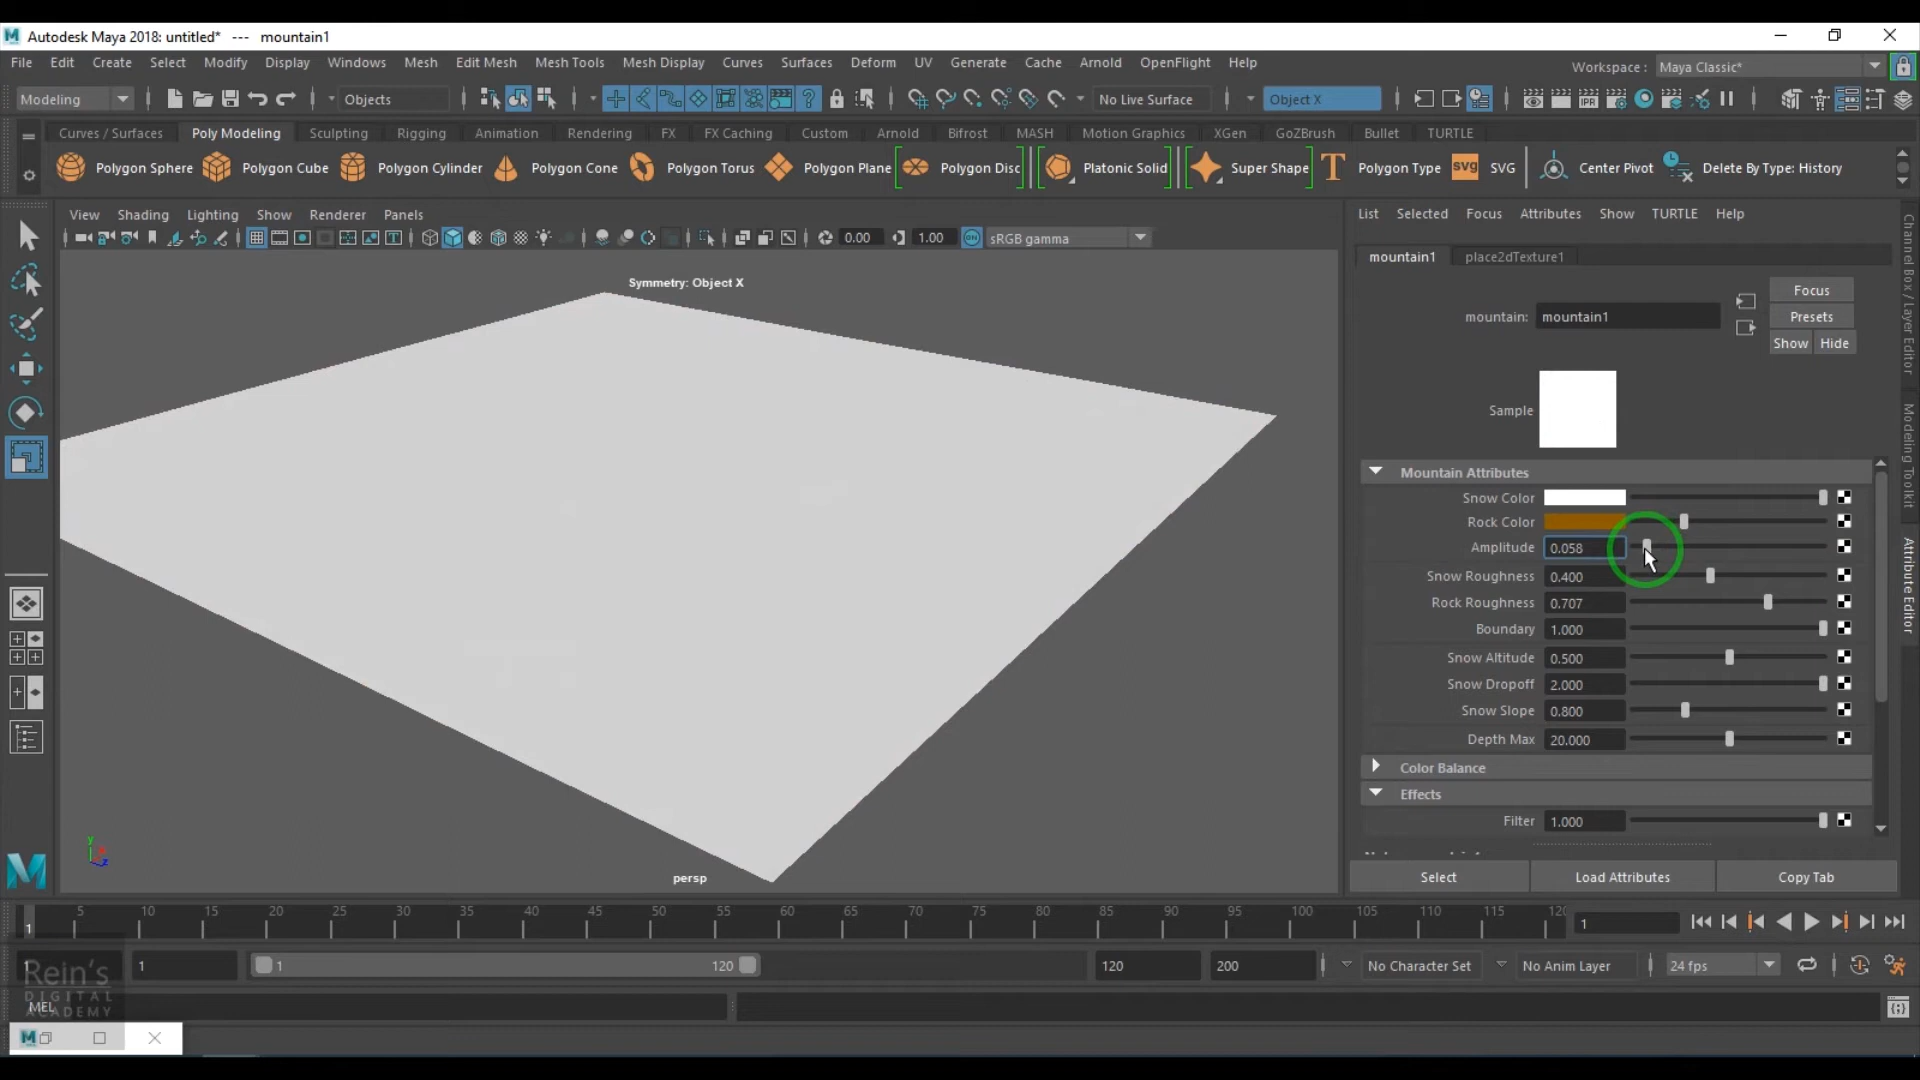 Autodesk Maya 2018: untitled* --- mountain1
File Edit Create Select Modify Display Windows Mesh Edit Mesh Mesh Tools Mesh Display Curves Surfaces Deform UV Generate Cache Arnold OpenFlight Help Workspace : Maya Classic*
Modeling Objects No Live Surface Object X
Curves / Surfaces Poly Modeling Sculpting Rigging Animation Rendering FX FX Caching Custom Arnold Bifrost MASH Motion Graphics XGen GoZBrush Bullet TURTLE
Polygon Sphere Polygon Cube Polygon Cylinder Polygon Cone Polygon Torus Polygon Plane Polygon Disc Platonic Solid Super Shape Polygon Type SVG SVG Center Pivot Delete By Type: History
View Shading Lighting Show Renderer Panels
0.00 1.00 ON sRGB gamma
Symmetry: Object X
persp
List Selected Focus Attributes Show TURTLE Help
mountain1 place2dTexture1
Focus
mountain: mountain1 Presets
Show Hide
Sample
Mountain Attributes
Snow Color
Rock Color
Amplitude 0.058
Snow Roughness 0.400
Rock Roughness 0.707
Boundary 1.000
Snow Altitude 0.500
Snow Dropoff 2.000
Snow Slope 0.800
Depth Max 20.000
Color Balance
Effects
Filter 1.000
Select Load Attributes Copy Tab
Channel Box / Layer Editor
Modeling Toolkit
Attribute Editor
5 10 15 20 25 30 35 40 45 50 55 60 65 70 75 80 85 90 95 100 105 110 115 12
1 1
1 1 1 120 120 200 No Character Set No Anim Layer 24 fps
Rein's
DIGITAL
ACADEMY
MEL